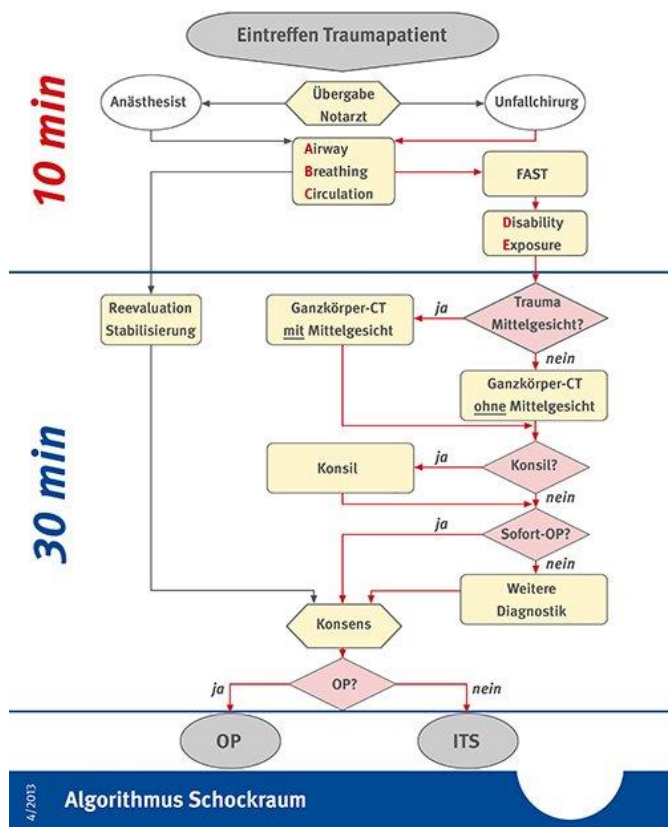 Eintreffen Traumapatient
10 min
Anästhesist
Übergabe
Notarzt
Unfallchirurg
Airway
Breathing
Circulation
FAST
Disability
Exposure
30 min
Reevaluation
Stabilisierung
Ganzkörper-CT
mit Mittelgesicht
ja
Trauma
Mittelgesicht?
nein
Ganzkörper-CT
ohne Mittelgesicht
Konsil
ja
Konsil?
nein
ja
Sofort-OP?
nein
Weitere
Diagnostik
Konsens
ja
OP?
nein
OP
ITS
4/2013
Algorithmus Schockraum